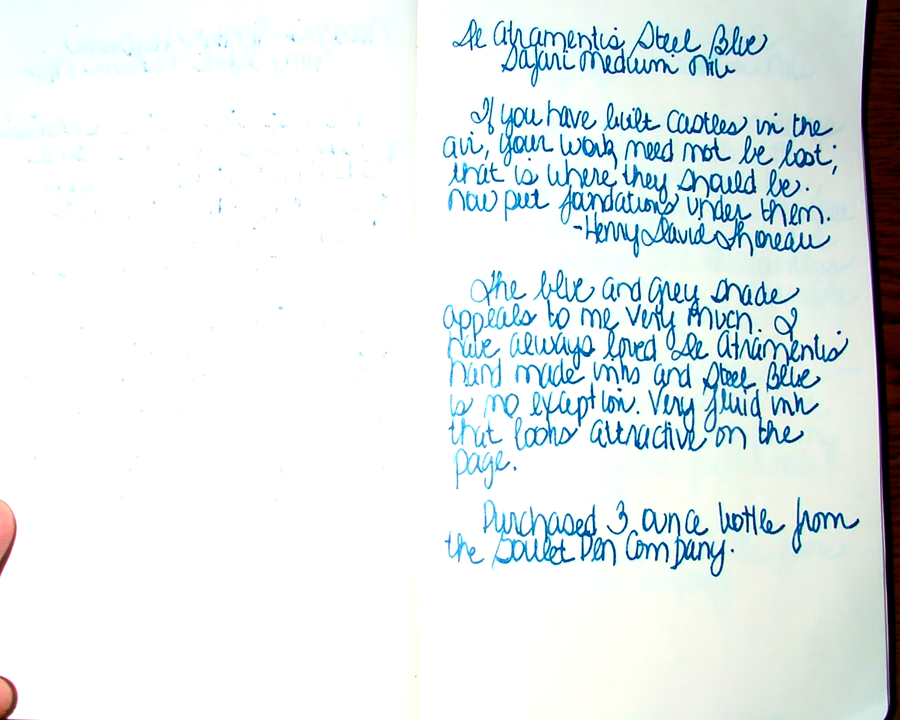 De Atramentis Steel Blue
Safari Medium Nib
If you have built castles in the
air, your work need not be lost;
that is where they should be.
Now put foundations under them.
-Henry David Thoreau
The blue and grey shade
appeals to me very much. I
have always loved De Atramentis
hand made inks and Steel Blue
is no exception. Very fluid ink
that looks attractive on the
page.
Purchased 3 ounce bottle from
the Goulet Pen Company.